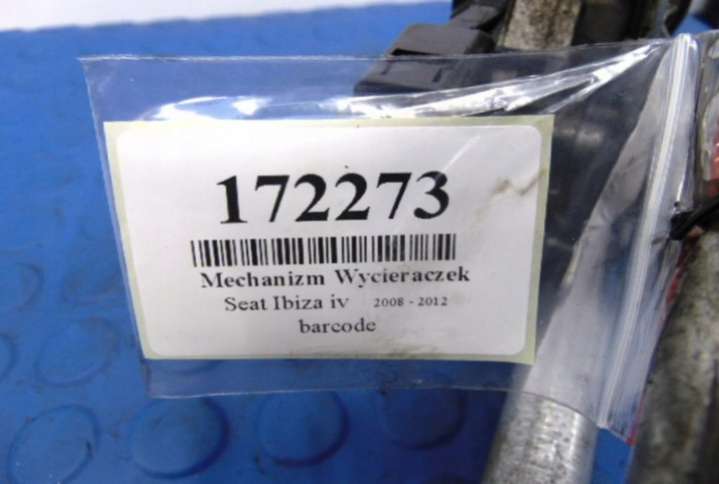 172273
Mechanizm Wycieraczek
Seat Ibiza iv 2008 - 2012
barcode